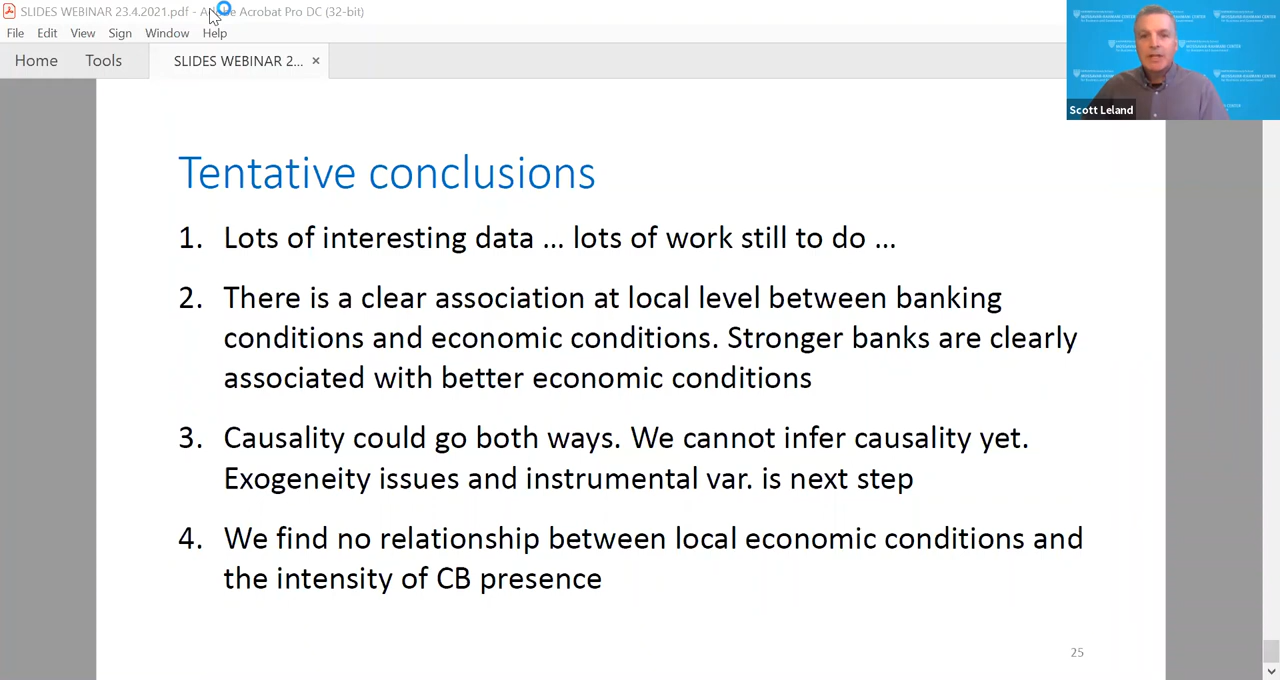 SLIDES WEBINAR 23.4.2021.pdf - Adobe Acrobat Pro DC (32-bit)
File Edit View Sign Window Help
Home Tools SLIDES WEBINAR 2... ×
Scott Leland
Tentative conclusions
1. Lots of interesting data ... lots of work still to do ...
2. There is a clear association at local level between banking
conditions and economic conditions. Stronger banks are clearly
associated with better economic conditions
3. Causality could go both ways. We cannot infer causality yet.
Exogeneity issues and instrumental var. is next step
4. We find no relationship between local economic conditions and
the intensity of CB presence
25